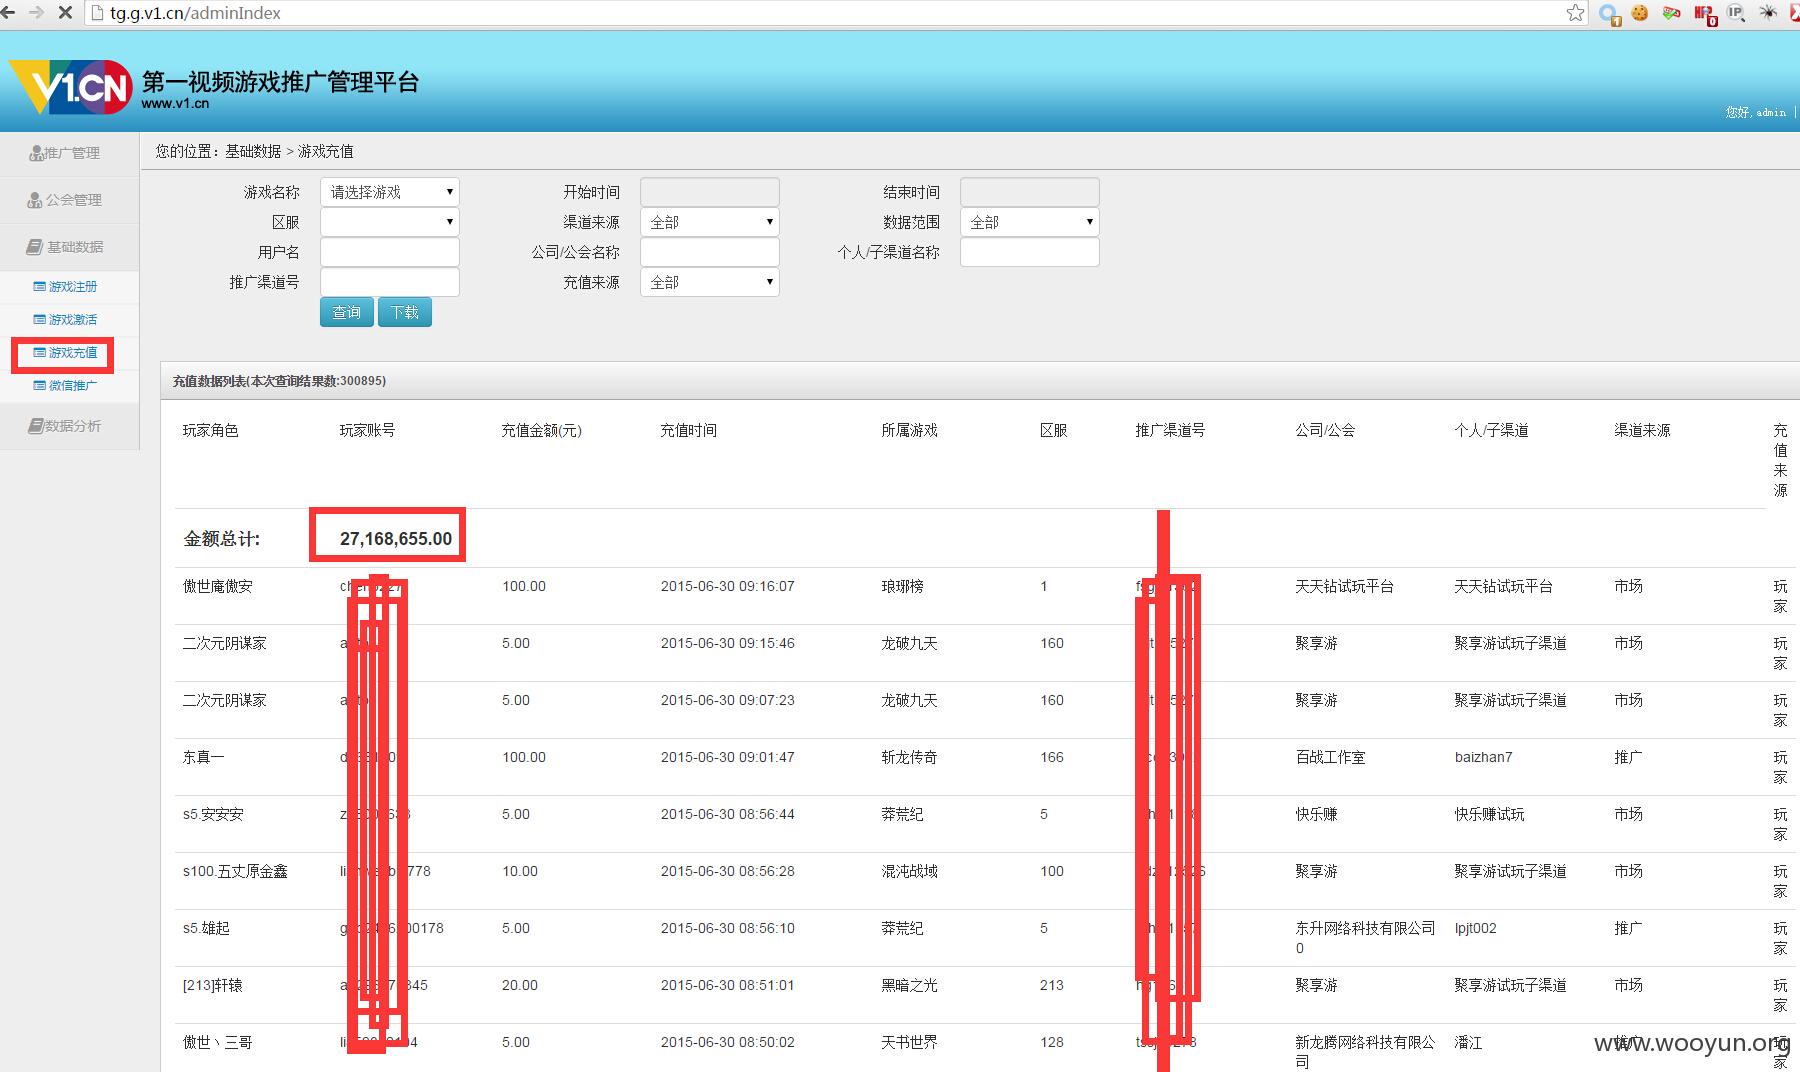 tg.g.v1.cn/adminIndex
V1.CN 第一视频游戏推广管理平台
www.v1.cn
您好,admin |
推广管理
公会管理
基础数据
游戏注册
游戏激活
游戏充值
微信推广
数据分析
您的位置：基础数据 > 游戏充值
游戏名称 请选择游戏 开始时间 结束时间
区服 渠道来源 全部 数据范围 全部
用户名 公司/公会名称 个人/子渠道名称
推广渠道号 充值来源 全部
查询 下载
充值数据列表(本次查询结果数:300895)
玩家角色 玩家账号 充值金额(元) 充值时间 所属游戏 区服 推广渠道号 公司/公会 个人/子渠道 渠道来源 充值来源
金额总计: 27,168,655.00
傲世庵傲安 100.00 2015-06-30 09:16:07 琅琊榜 1 天天钻试玩平台 天天钻试玩平台 市场 玩家
二次元阴谋家 5.00 2015-06-30 09:15:46 龙破九天 160 聚享游 聚享游试玩子渠道 市场 玩家
二次元阴谋家 5.00 2015-06-30 09:07:23 龙破九天 160 聚享游 聚享游试玩子渠道 市场 玩家
东真一 100.00 2015-06-30 09:01:47 斩龙传奇 166 百战工作室 baizhan7 推广 玩家
s5.安安安 5.00 2015-06-30 08:56:44 莽荒纪 5 快乐赚 快乐赚试玩 市场 玩家
s100.五丈原金鑫 10.00 2015-06-30 08:56:28 混沌战域 100 聚享游 聚享游试玩子渠道 市场 玩家
s5.雄起 5.00 2015-06-30 08:56:10 莽荒纪 5 东升网络科技有限公司0 lpjt002 推广 玩家
[213]轩辕 20.00 2015-06-30 08:51:01 黑暗之光 213 聚享游 聚享游试玩子渠道 市场 玩家
傲世丶三哥 5.00 2015-06-30 08:50:02 天书世界 128 新龙腾网络科技有限公司 潘江
www.wooyun.org